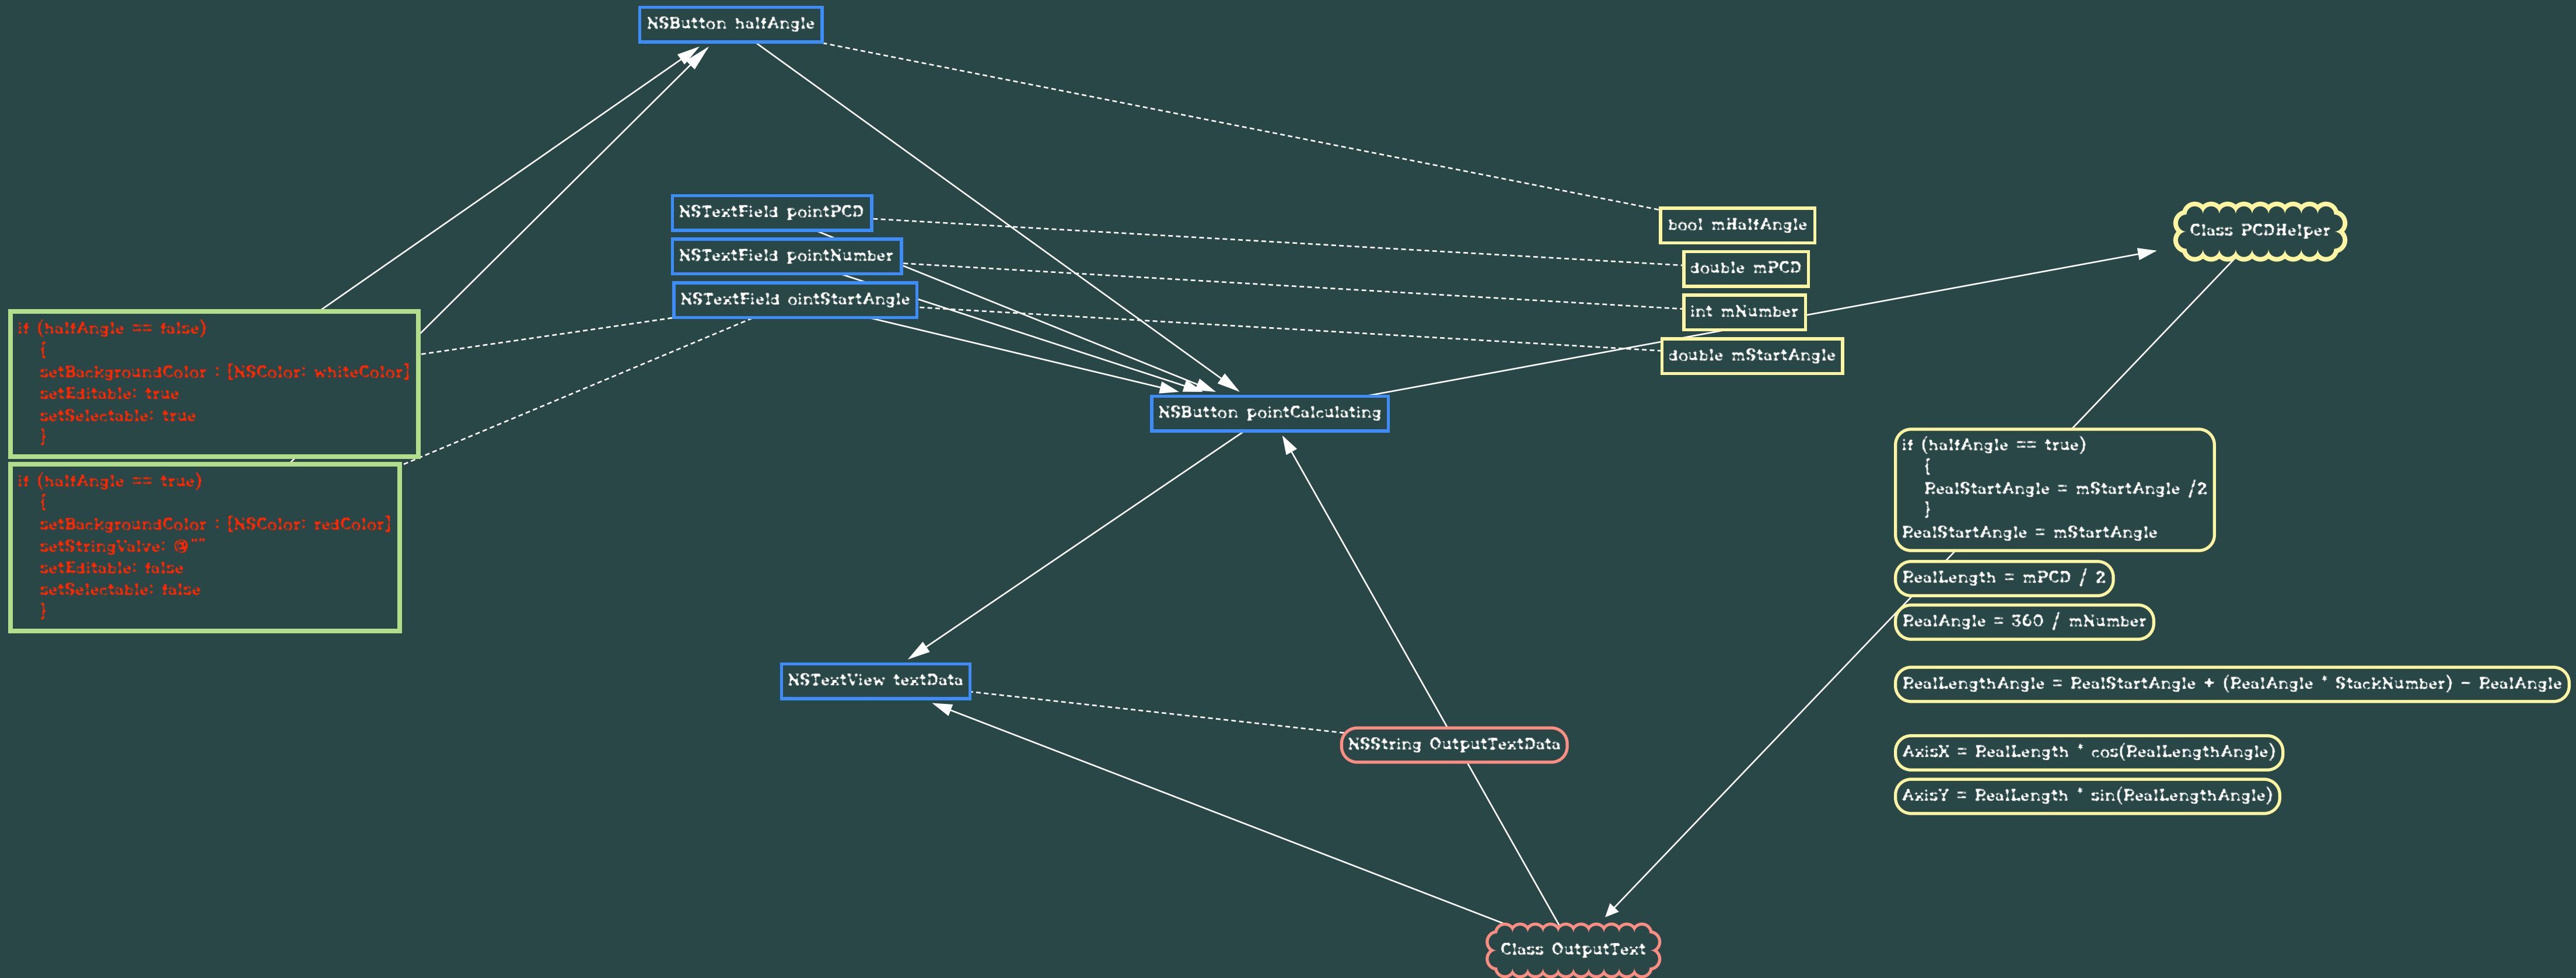 NSButton halfAngle
NSTextField pointPCD
NSTextField pointNumber
NSTextField ointStartAngle
bool mHalfAngle
double mPCD
int mNumber
double mStartAngle
Class PCDHelper
if (halfAngle == false)
{
setBackgroundColor : [NSColor: whiteColor]
setEditable: true
setSelectable: true
}
if (halfAngle == true)
{
setBackgroundColor : [NSColor: redColor]
setStringValve: @""
setEditable: false
setSelectable: false
}
NSButton pointCalculating
if (halfAngle == true)
{
RealStartAngle = mStartAngle /2
}
RealStartAngle = mStartAngle
RealLength = mPCD / 2
RealAngle = 360 / mNumber
RealLengthAngle = RealStartAngle + (RealAngle * StackNumber) - RealAngle
AxisX = RealLength * cos(RealLengthAngle)
AxisY = RealLength * sin(RealLengthAngle)
NSTextView textData
NSString OutputTextData
Class OutputText